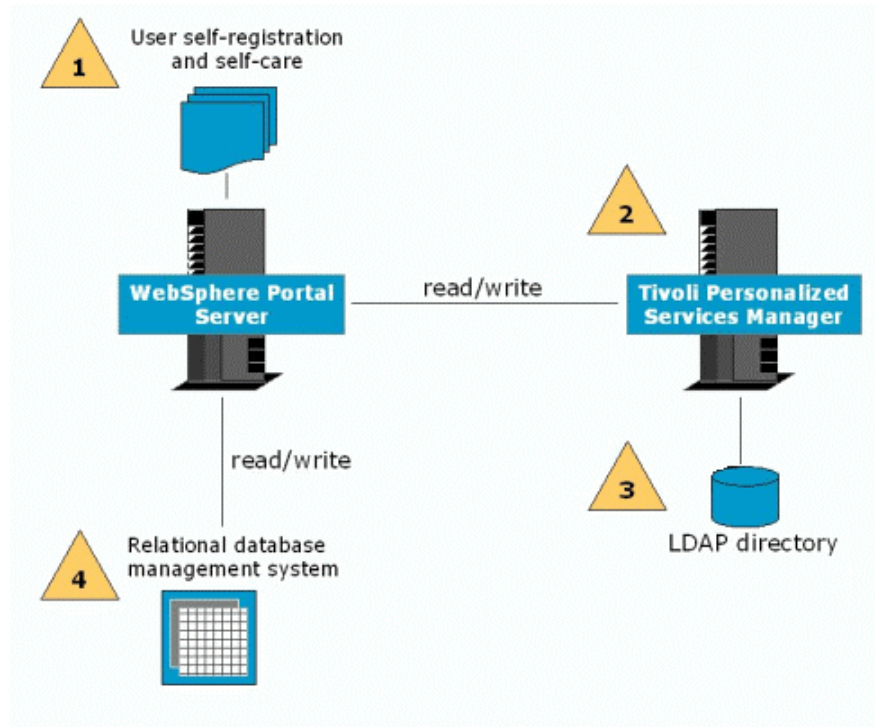 1
User self-registration
and self-care
2
WebSphere Portal
Server
read/write
Tivoli Personalized
Services Manager
read/write
3
LDAP directory
4
Relational database
management system